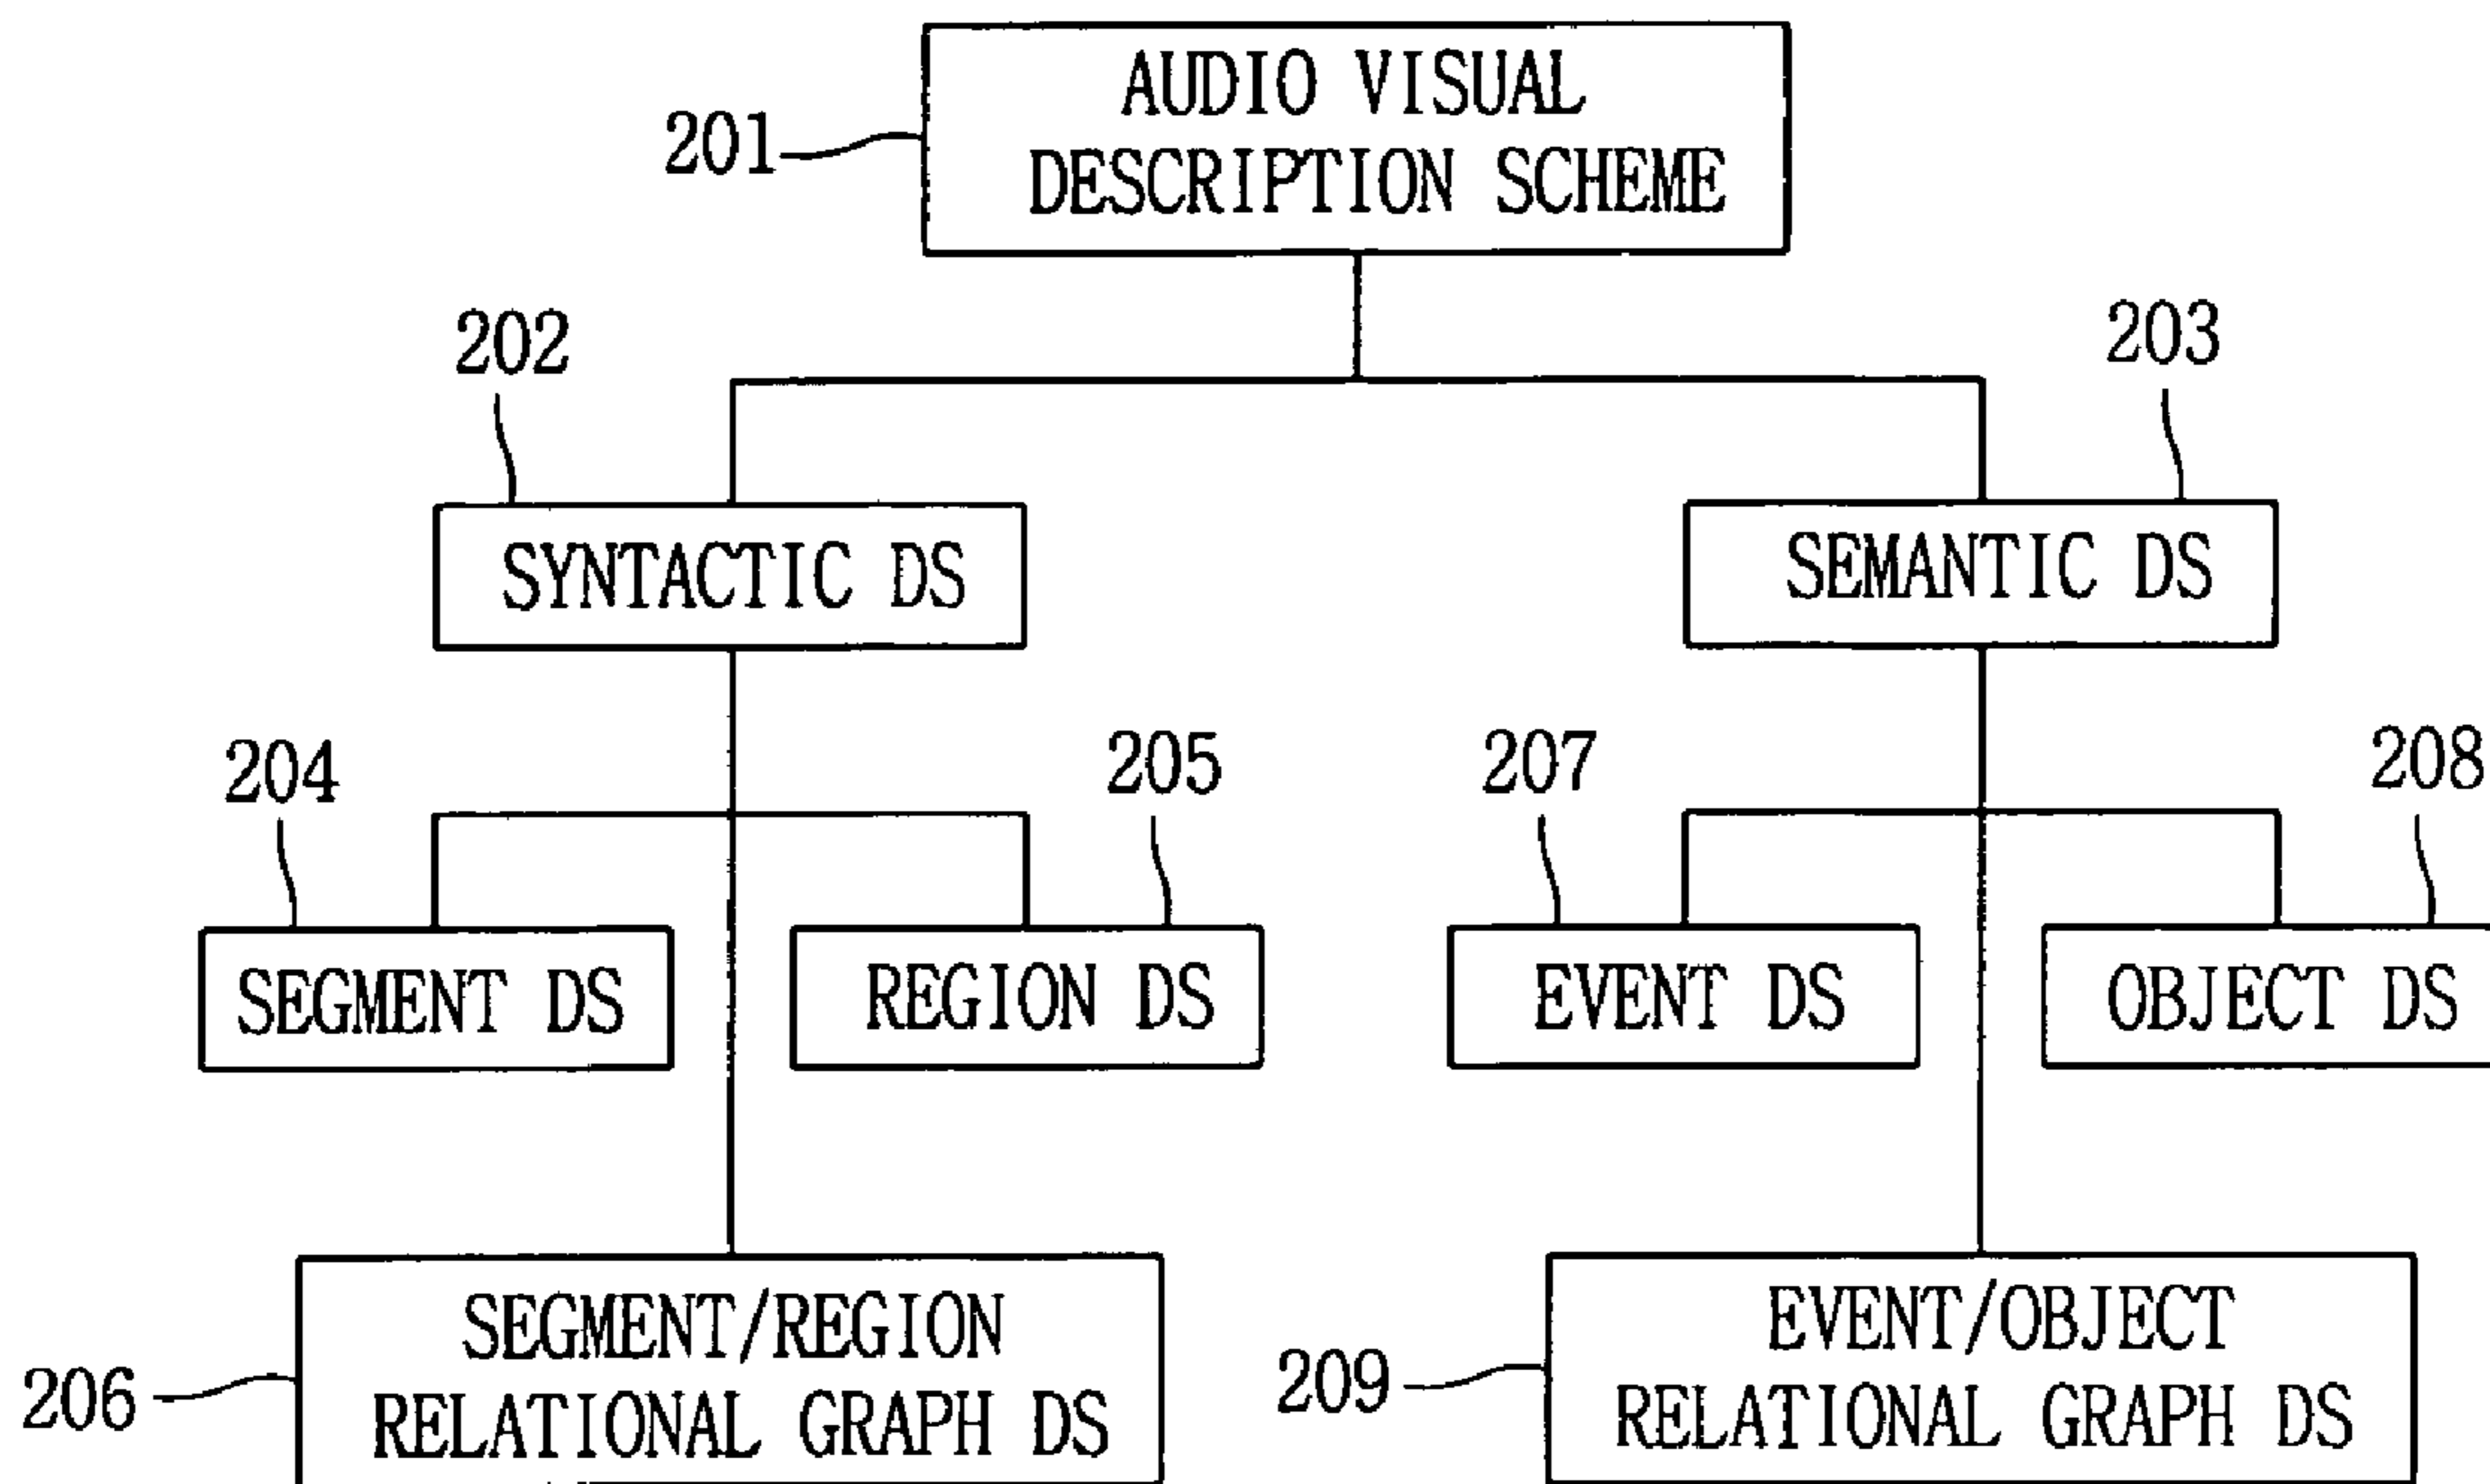 AUDIO VISUAL
201
DESCRIPTION SCHEME
202
203
SYNTACTIC DS
SEMANTIC DS
204
205
207
208
SEGMENT DS
REGION DS
EVENT DS
OBJECT DS
SEGMENT/REGION
206
RELATIONAL GRAPH DS
EVENT/OBJECT
209
RELATIONAL GRAPH DS